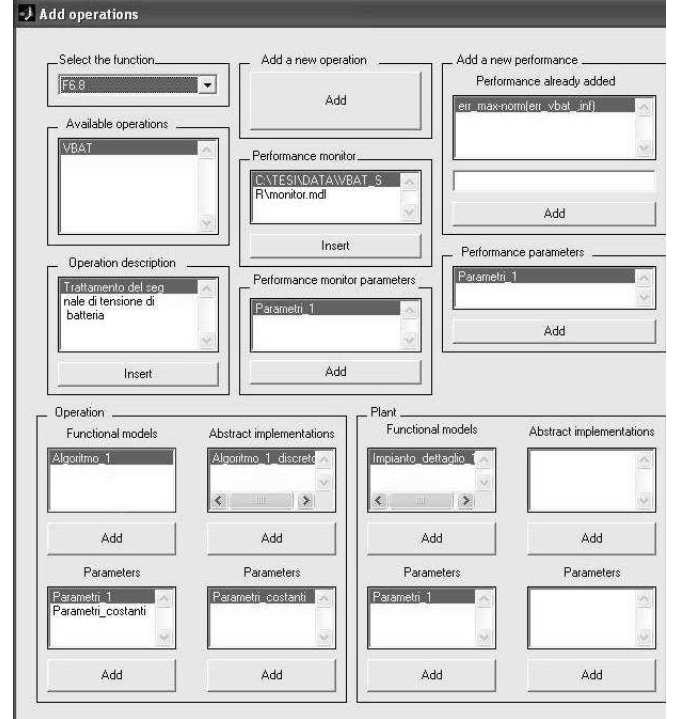 Add operations
Select the function
F6.8
Available operations
VBAT
Operation description
Trattamento del seg
nale di tensione di
batteria
Insert
Add a new operation
Add
Performance monitor
C:\TESI\DATA\VBAT_S
R\monitor.mdl
Insert
Performance monitor parameters
Parametri_1
Add
Add a new performance
Performance already added
err_max-norm(err_vbat_,inf)
Add
Performance parameters
Parametri_1
Add
Operation
Functional models
Algoritmo_1
Add
Parameters
Parametri_1
Parametri_costanti
Add
Abstract implementations
Algoritmo_1_discreto
Add
Parameters
Parametri_costanti
Add
Plant
Functional models
Impianto_dettaglio_1
Add
Parameters
Parametri_1
Add
Abstract implementations
Add
Parameters
Add